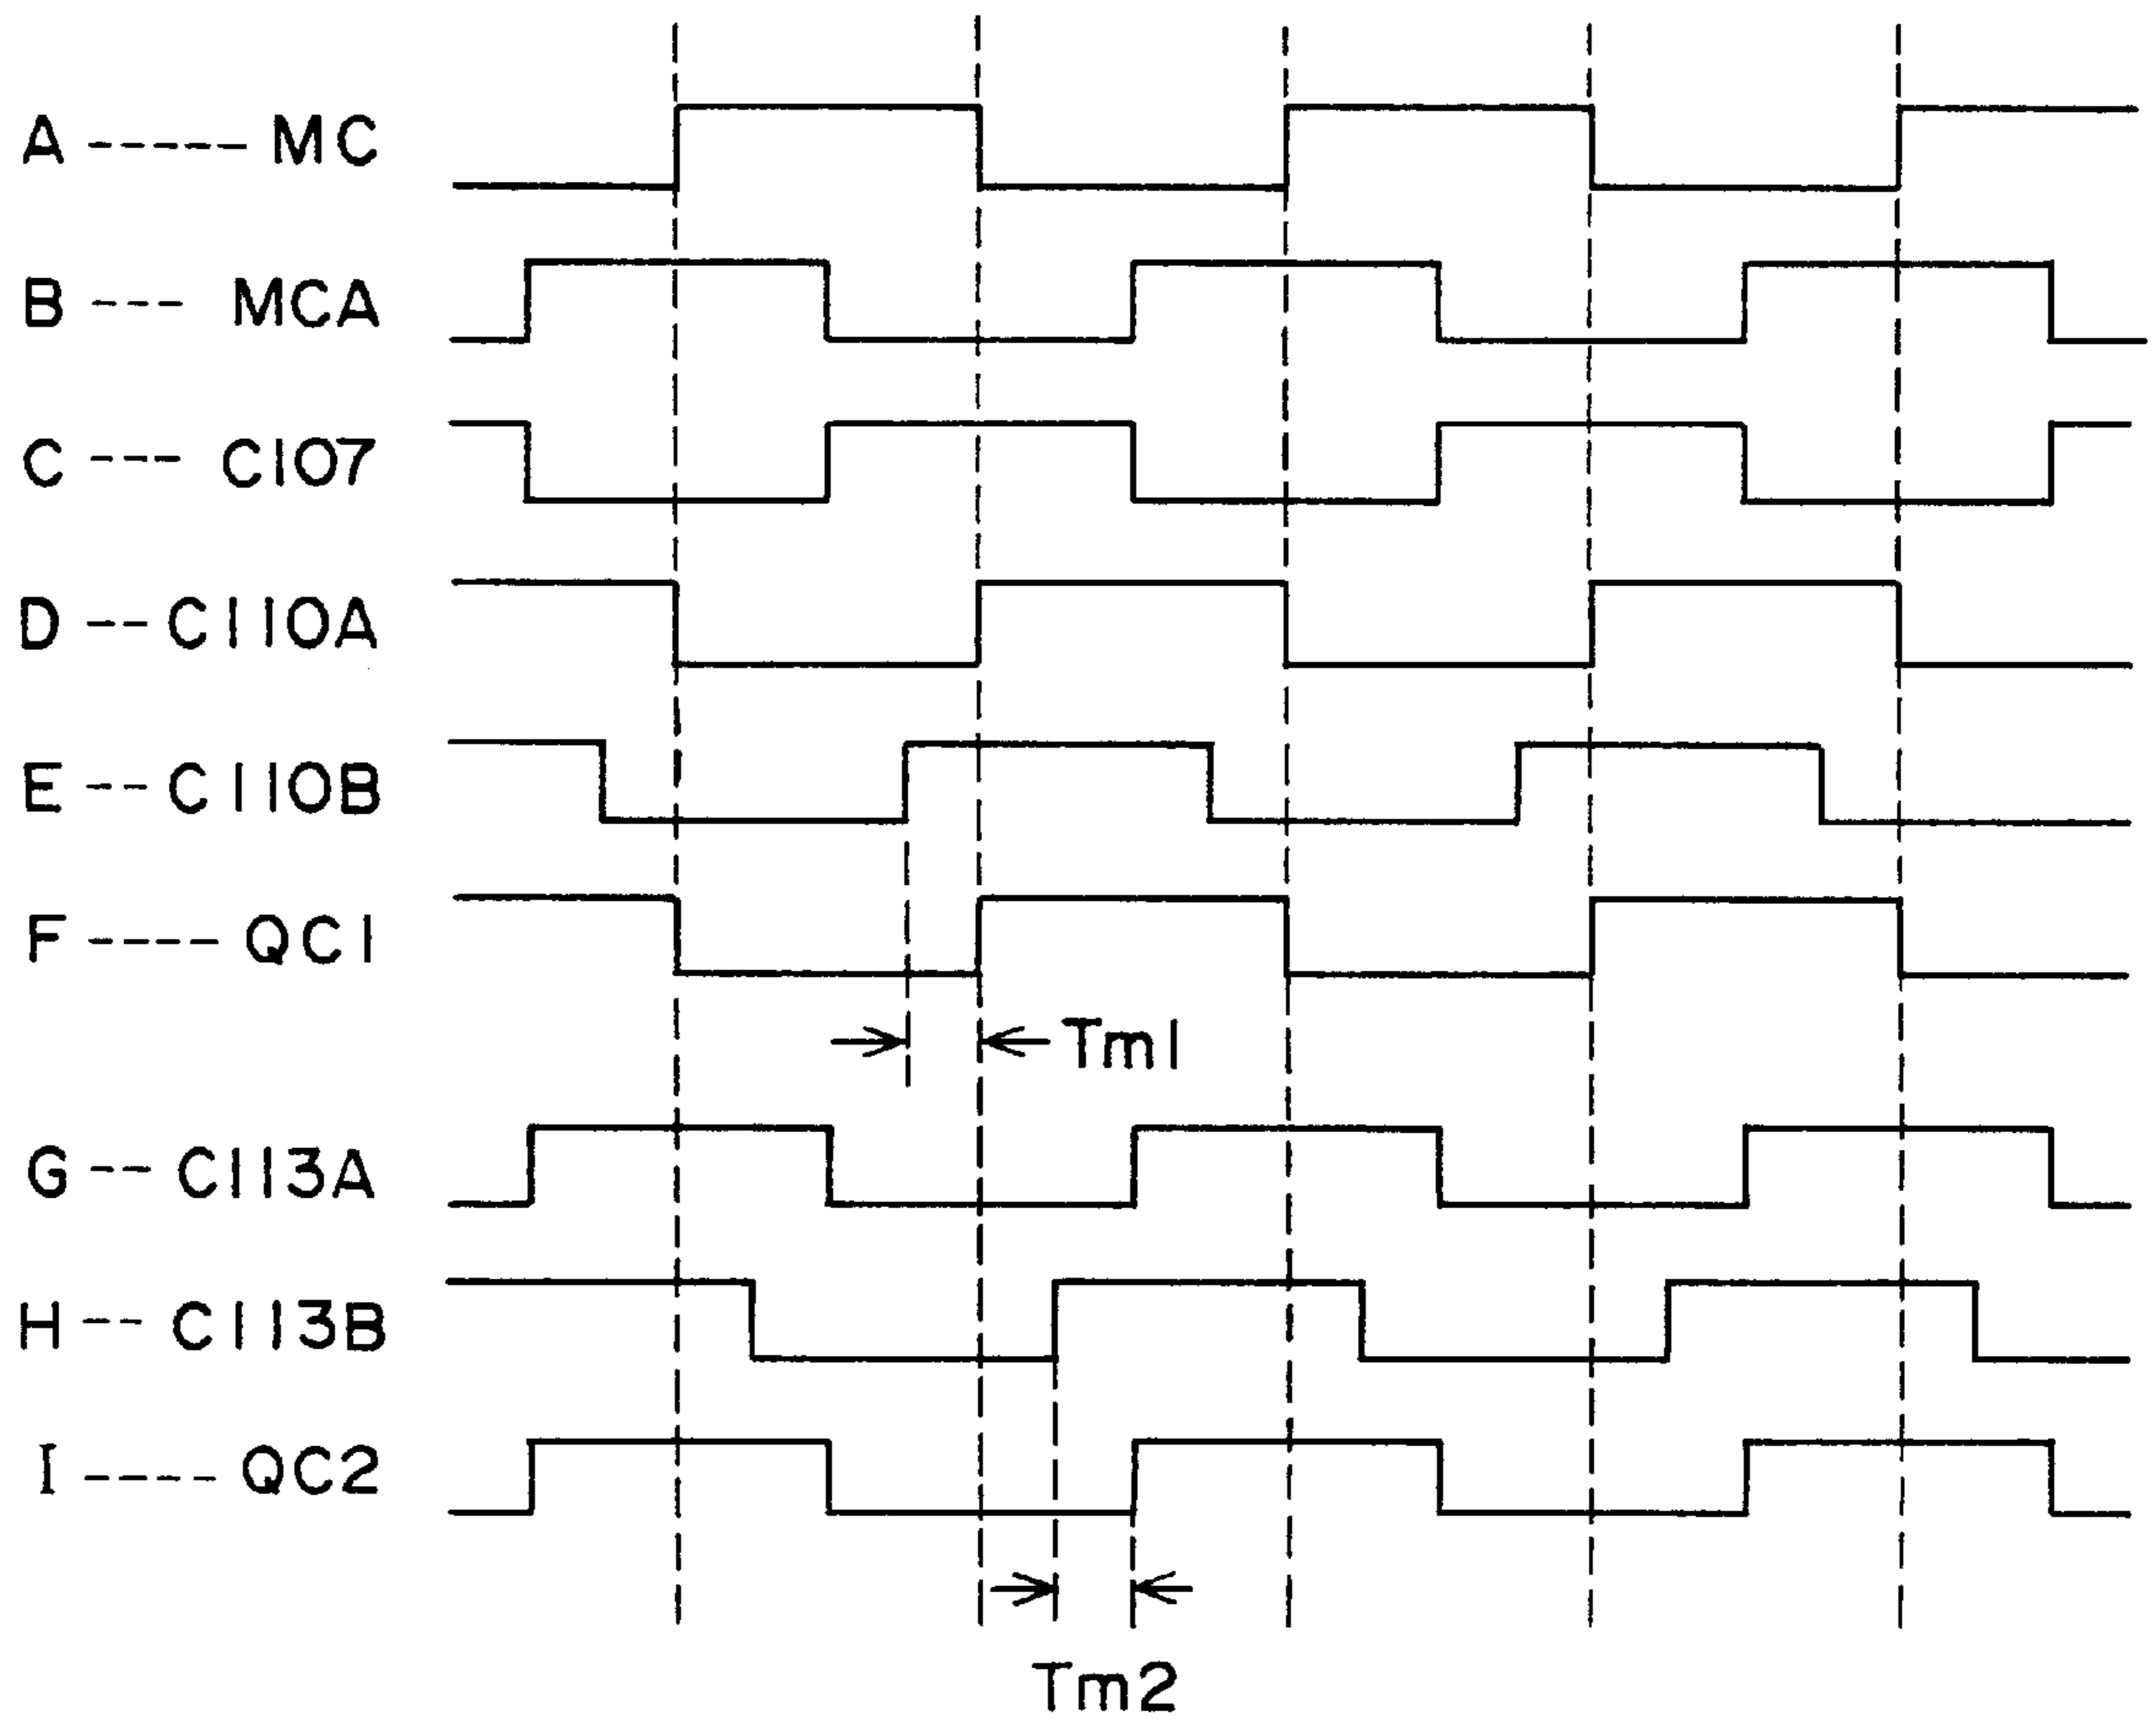 A ------ MC
B --- MCA
C --- C107
D -- C110A
E -- C110B
F ---- QC1
Tm1
G -- C113A
H -- C113B
I ---- QC2
Tm2